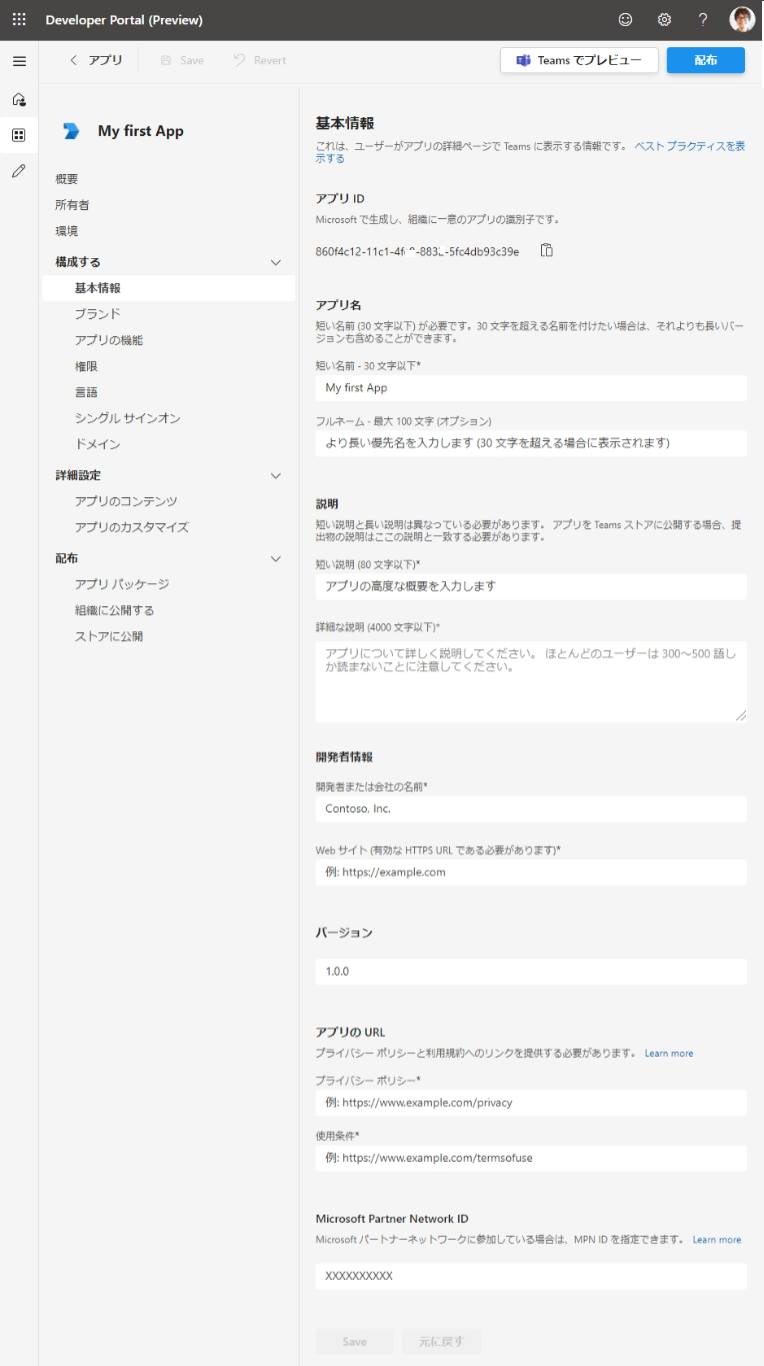 Developer Portal (Preview)
?
アプリ
Save
Revert
Teams でプレビュー
配布
My first App
概要
所有者
環境
構成する
基本情報
ブランド
アプリの機能
権限
言語
シングル サインオン
ドメイン
詳細設定
アプリのコンテンツ
アプリのカスタマイズ
配布
アプリ パッケージ
組織に公開する
ストアに公開
基本情報
これは、ユーザーがアプリの詳細ページで Teams に表示する情報です。 ベスト プラクティスを表
示する
アプリ ID
Microsoft で生成し、組織に一意のアプリの識別子です。
860f4c12-11c1-4f
-5fc4db93c39e
アプリ名
短い名前 (30 文字以下) が必要です。30 文字を超える名前を付けたい場合は、それよりも長いバー
ジョンも含めることができます。
短い名前 - 30 文字以下*
My first App
フルネーム - 最大 100 文字 (オプション)
より長い優先名を入力します (30 文字を超える場合に表示されます)
説明
短い説明と長い説明は異なっている必要があります。 アプリを Teams ストアに公開する場合、提
出物の説明はここの説明と一致する必要があります。
短い説明 (80 文字以下)*
アプリの高度な概要を入力します
詳細な説明 (4000 文字以下)*
アプリについて詳しく説明してください。 ほとんどのユーザーは 300～500 語し
か読まないことに注意してください。
開発者情報
開発者または会社の名前*
Contoso, Inc.
Web サイト (有効な HTTPS URL である必要があります)*
例: https://example.com
バージョン
1.0.0
アプリの URL
プライバシー ポリシーと利用規約へのリンクを提供する必要があります。 Learn more
プライバシー ポリシー*
例: https://www.example.com/privacy
使用条件*
例: https://www.example.com/termsofuse
Microsoft Partner Network ID
Microsoft パートナーネットワークに参加している場合は、MPN ID を指定できます。 Learn more
XXXXXXXXXX
Save
元に戻す